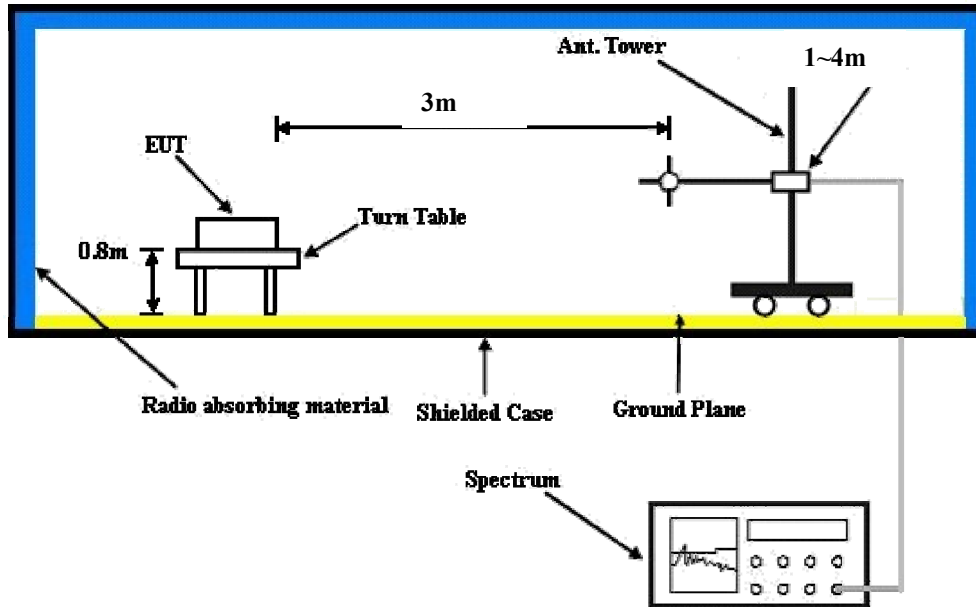 Ant. Tower
1~4m
3m
EUT
Turn Table
0.8m
Radio absorbing material
Shielded Case
Ground Plane
Spectrum